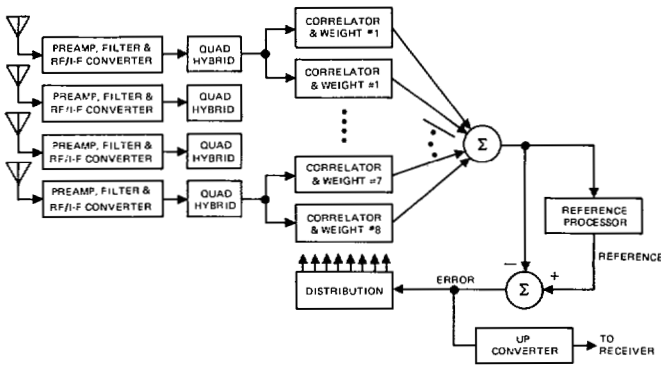 PREAMP, FILTER &
RF/I-F CONVERTER
QUAD
HYBRID
CORRELATOR
& WEIGHT #1
CORRELATOR
& WEIGHT #1
PREAMP, FILTER &
RF/I-F CONVERTER
QUAD
HYBRID
PREAMP, FILTER &
RF/I-F CONVERTER
QUAD
HYBRID
PREAMP, FILTER &
RF/I-F CONVERTER
QUAD
HYBRID
CORRELATOR
& WEIGHT #7
CORRELATOR
& WEIGHT #8
Σ
REFERENCE
PROCESSOR
REFERENCE
–
+
Σ
ERROR
DISTRIBUTION
UP
CONVERTER
TO
RECEIVER